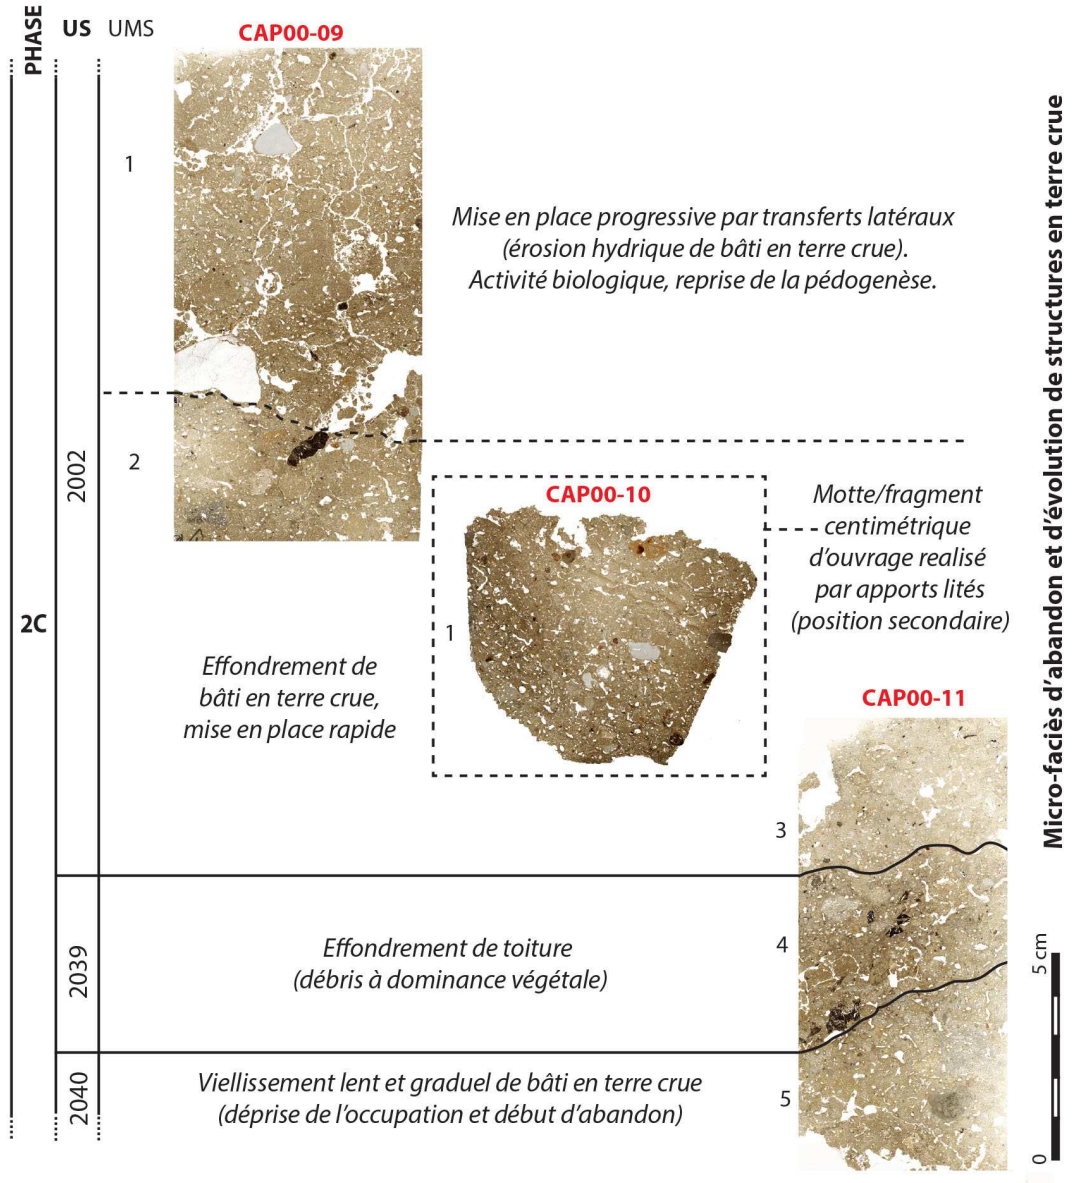 PHASE
US
UMS
CAP00-09
1
Mise en place progressive par transferts latéraux
(érosion hydrique de bâti en terre crue).
Activité biologique, reprise de la pédogenèse.
2
2002
2C
CAP00-10
1
Motte/fragment
centimétrique
d'ouvrage realisé
par apports lités
(position secondaire)
Effondrement de
bâti en terre crue,
mise en place rapide
CAP00-11
3
2039
Effondrement de toiture
(débris à dominance végétale)
4
2040
Viellissement lent et graduel de bâti en terre crue
(déprise de l'occupation et début d'abandon)
5
0
5 cm
Micro-faciès d'abandon et d'évolution de structures en terre crue